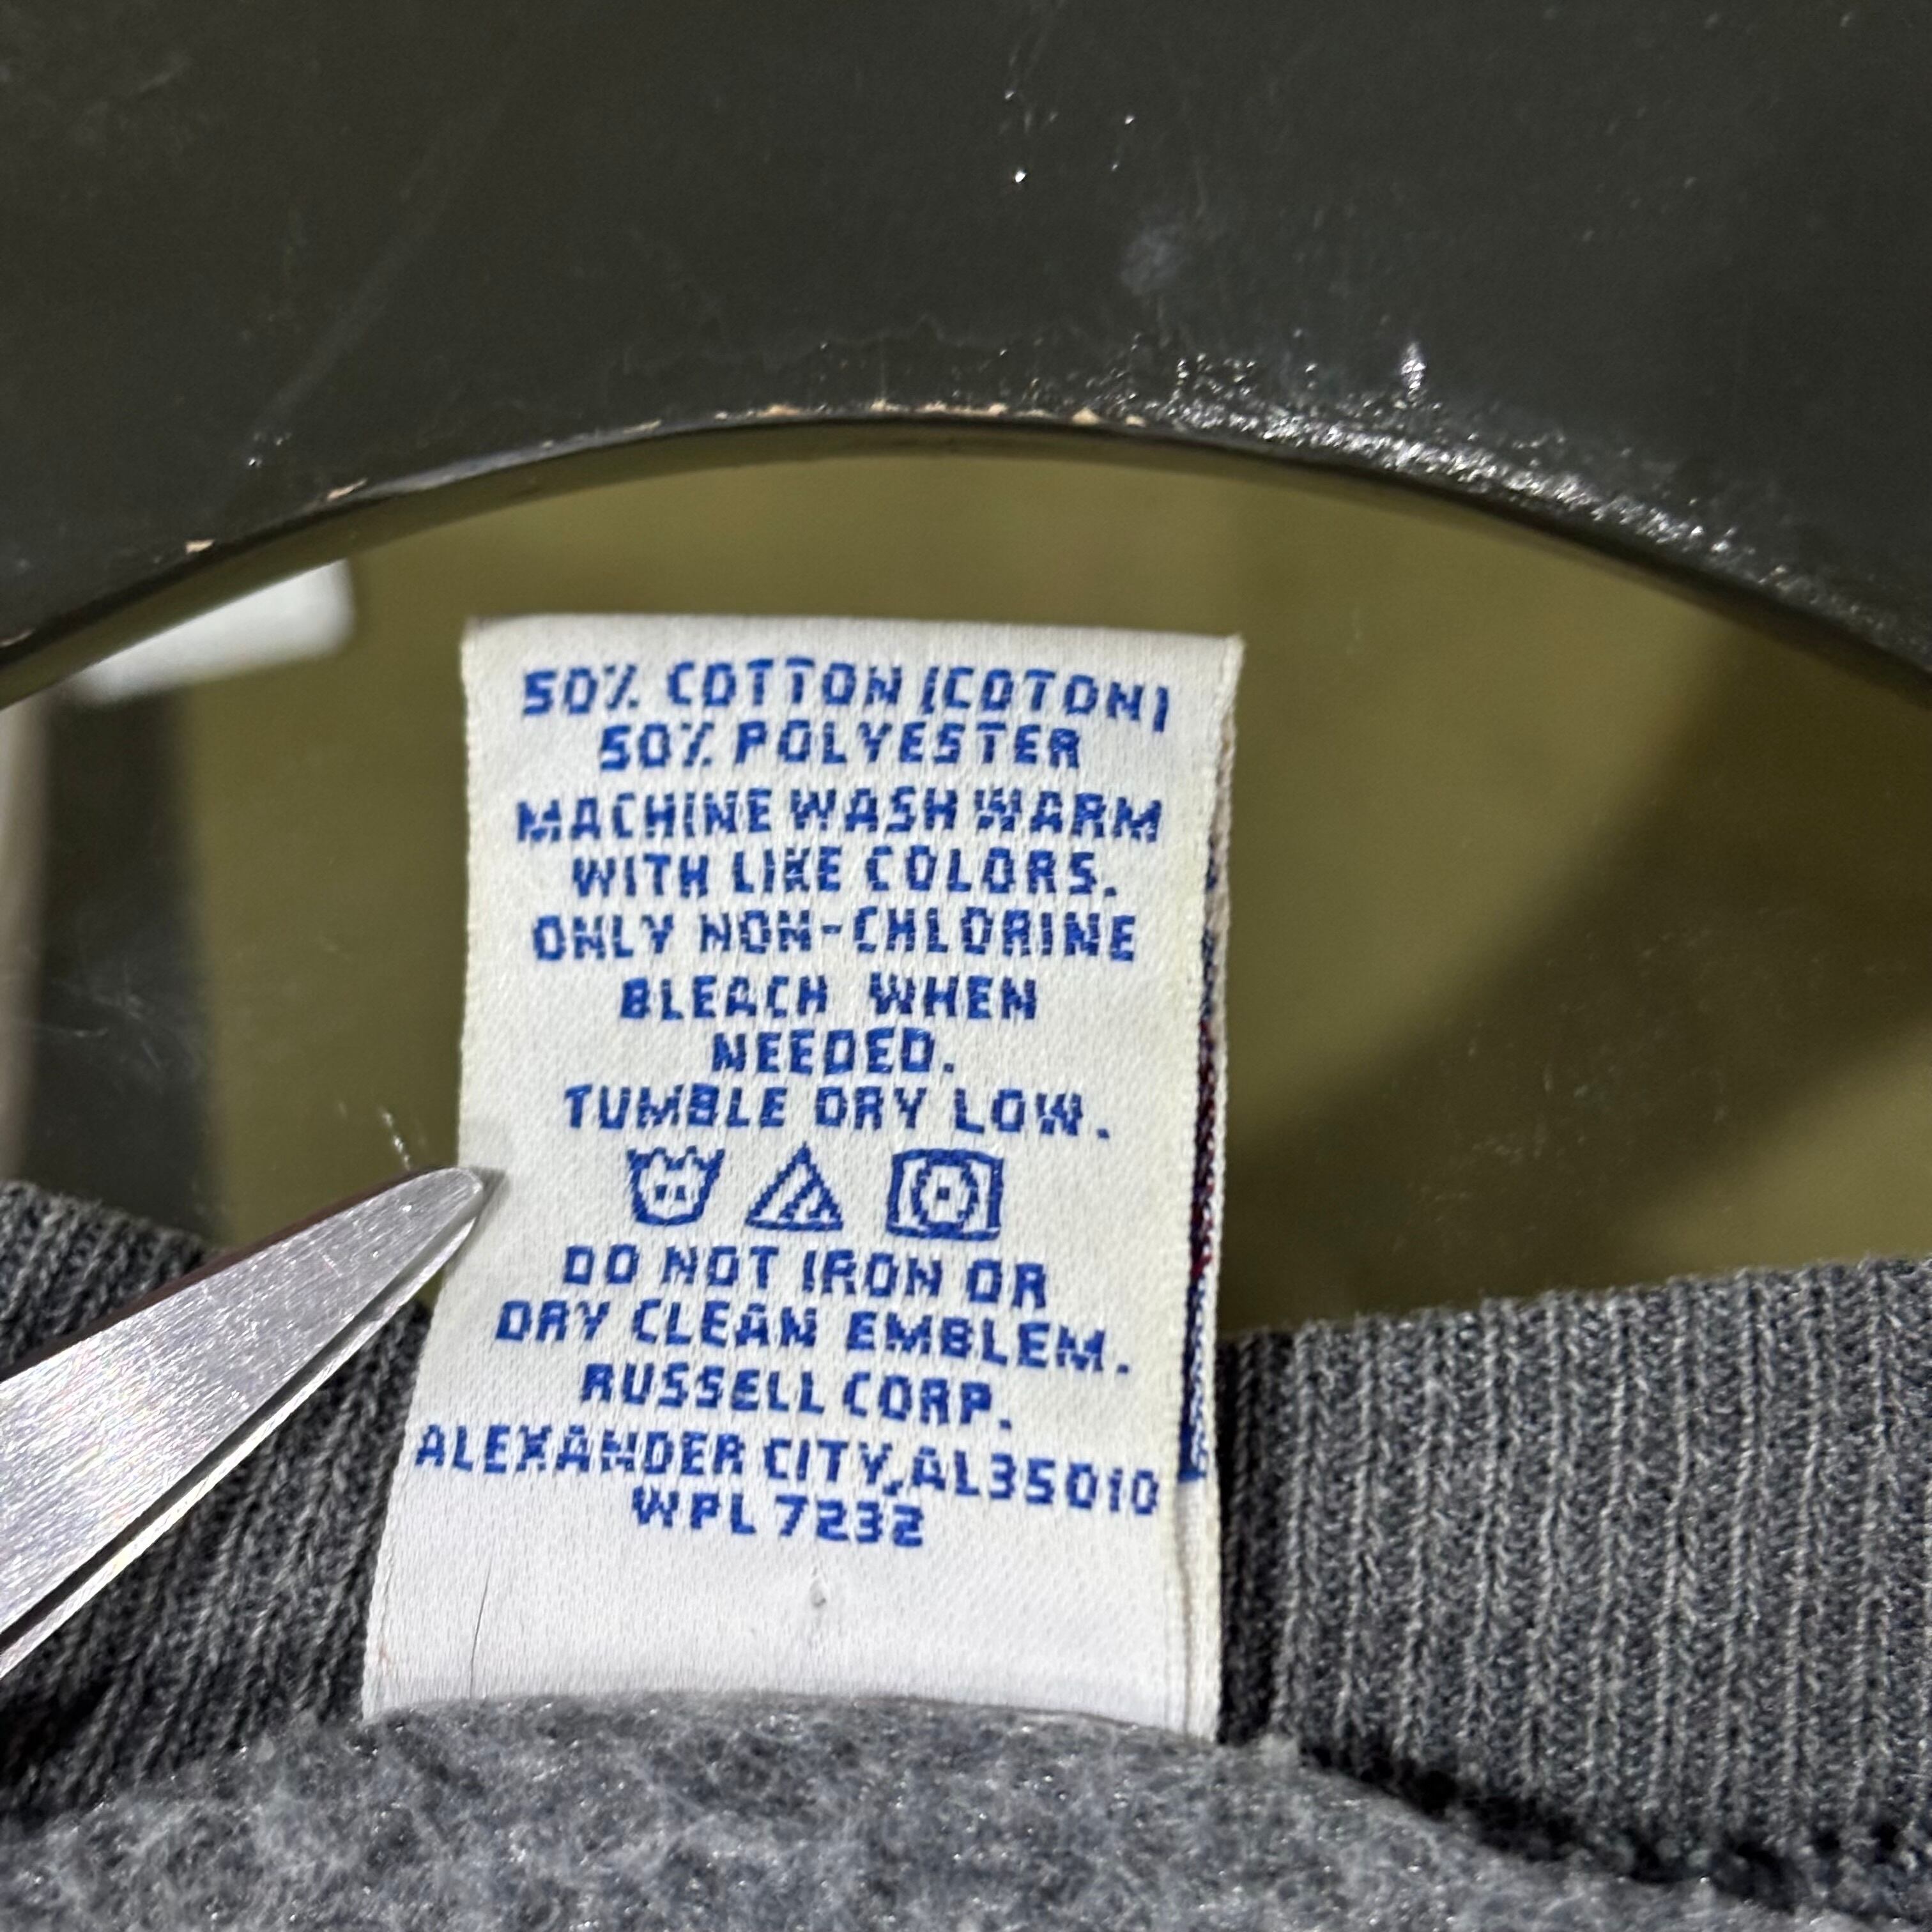 50% COTTON (COTON)
50% POLYESTER
MACHINE WASH WARM
WITH LIKE COLORS.
ONLY NON-CHLORINE
BLEACH WHEN
NEEDED.
TUMBLE DRY LOW.
DO NOT IRON OR
DRY CLEAN EMBLEM.
RUSSELL CORP.
ALEXANDER CITY,AL35010
WPL 7232